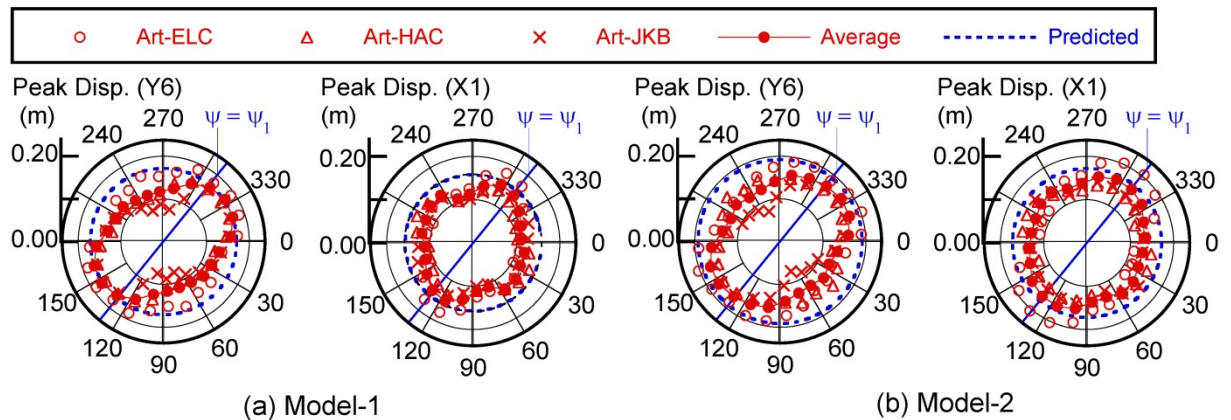 Art-ELC Art-HAC Art-JKB Average Predicted
Peak Disp. (Y6) Peak Disp. (X1) Peak Disp. (Y6) Peak Disp. (X1)
(m) 270 ψ = ψ1 (m) 270 ψ = ψ1 (m) 270 ψ = ψ1 (m) 270 ψ = ψ1
240 240 240 240
0.20 330 0.20 330 0.20 330 0.20 330
0.00 0 0.00 0 0.00 0 0.00 0
150 30 150 30 150 30 150 30
120 60 120 60 120 60 120 60
90 90 90 90
(a) Model-1 (b) Model-2